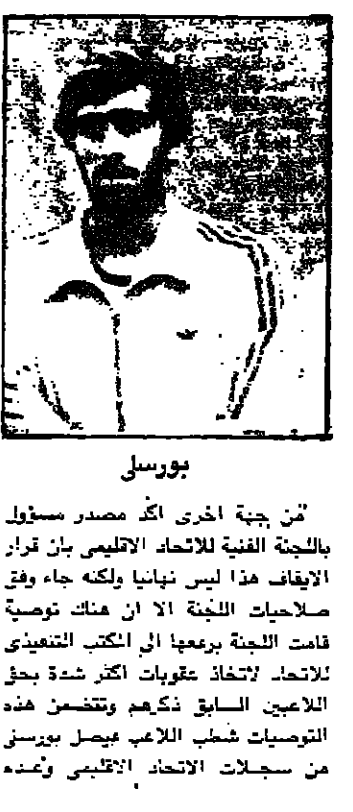 بورسلي
من جهة اخرى اكد مصدر مسؤول
باللجنة الفنية للاتحاد الاقليمي بان قرار
الايقاف هذا ليس نهائيا ولكنه جاء وفق
صلاحيات اللجنة الا ان هناك توصية
قامت اللجنة برفعها الى المكتب التنفيذي
للاتحاد لاتخاذ عقوبات اكثر شدة بحق
اللاعبين السابق ذكرهم وتتضمن هذه
التوصيات شطب اللاعب فيصل بورسلي
من سجلات الاتحاد الاقليمي وعدم